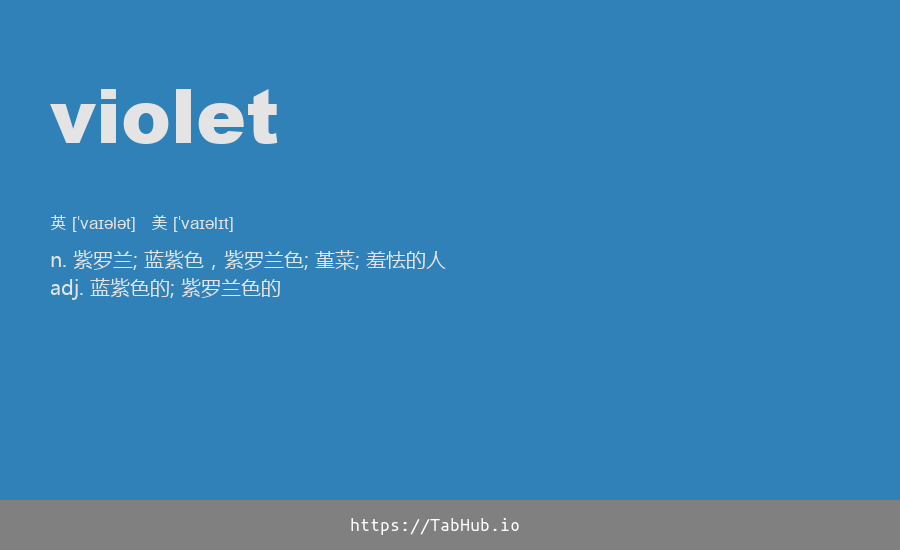 violet
英 [ˈvaɪələt] 美 [ˈvaɪəlɪt]
n. 紫罗兰; 蓝紫色，紫罗兰色; 堇菜; 羞怯的人
adj. 蓝紫色的; 紫罗兰色的
https://TabHub.io